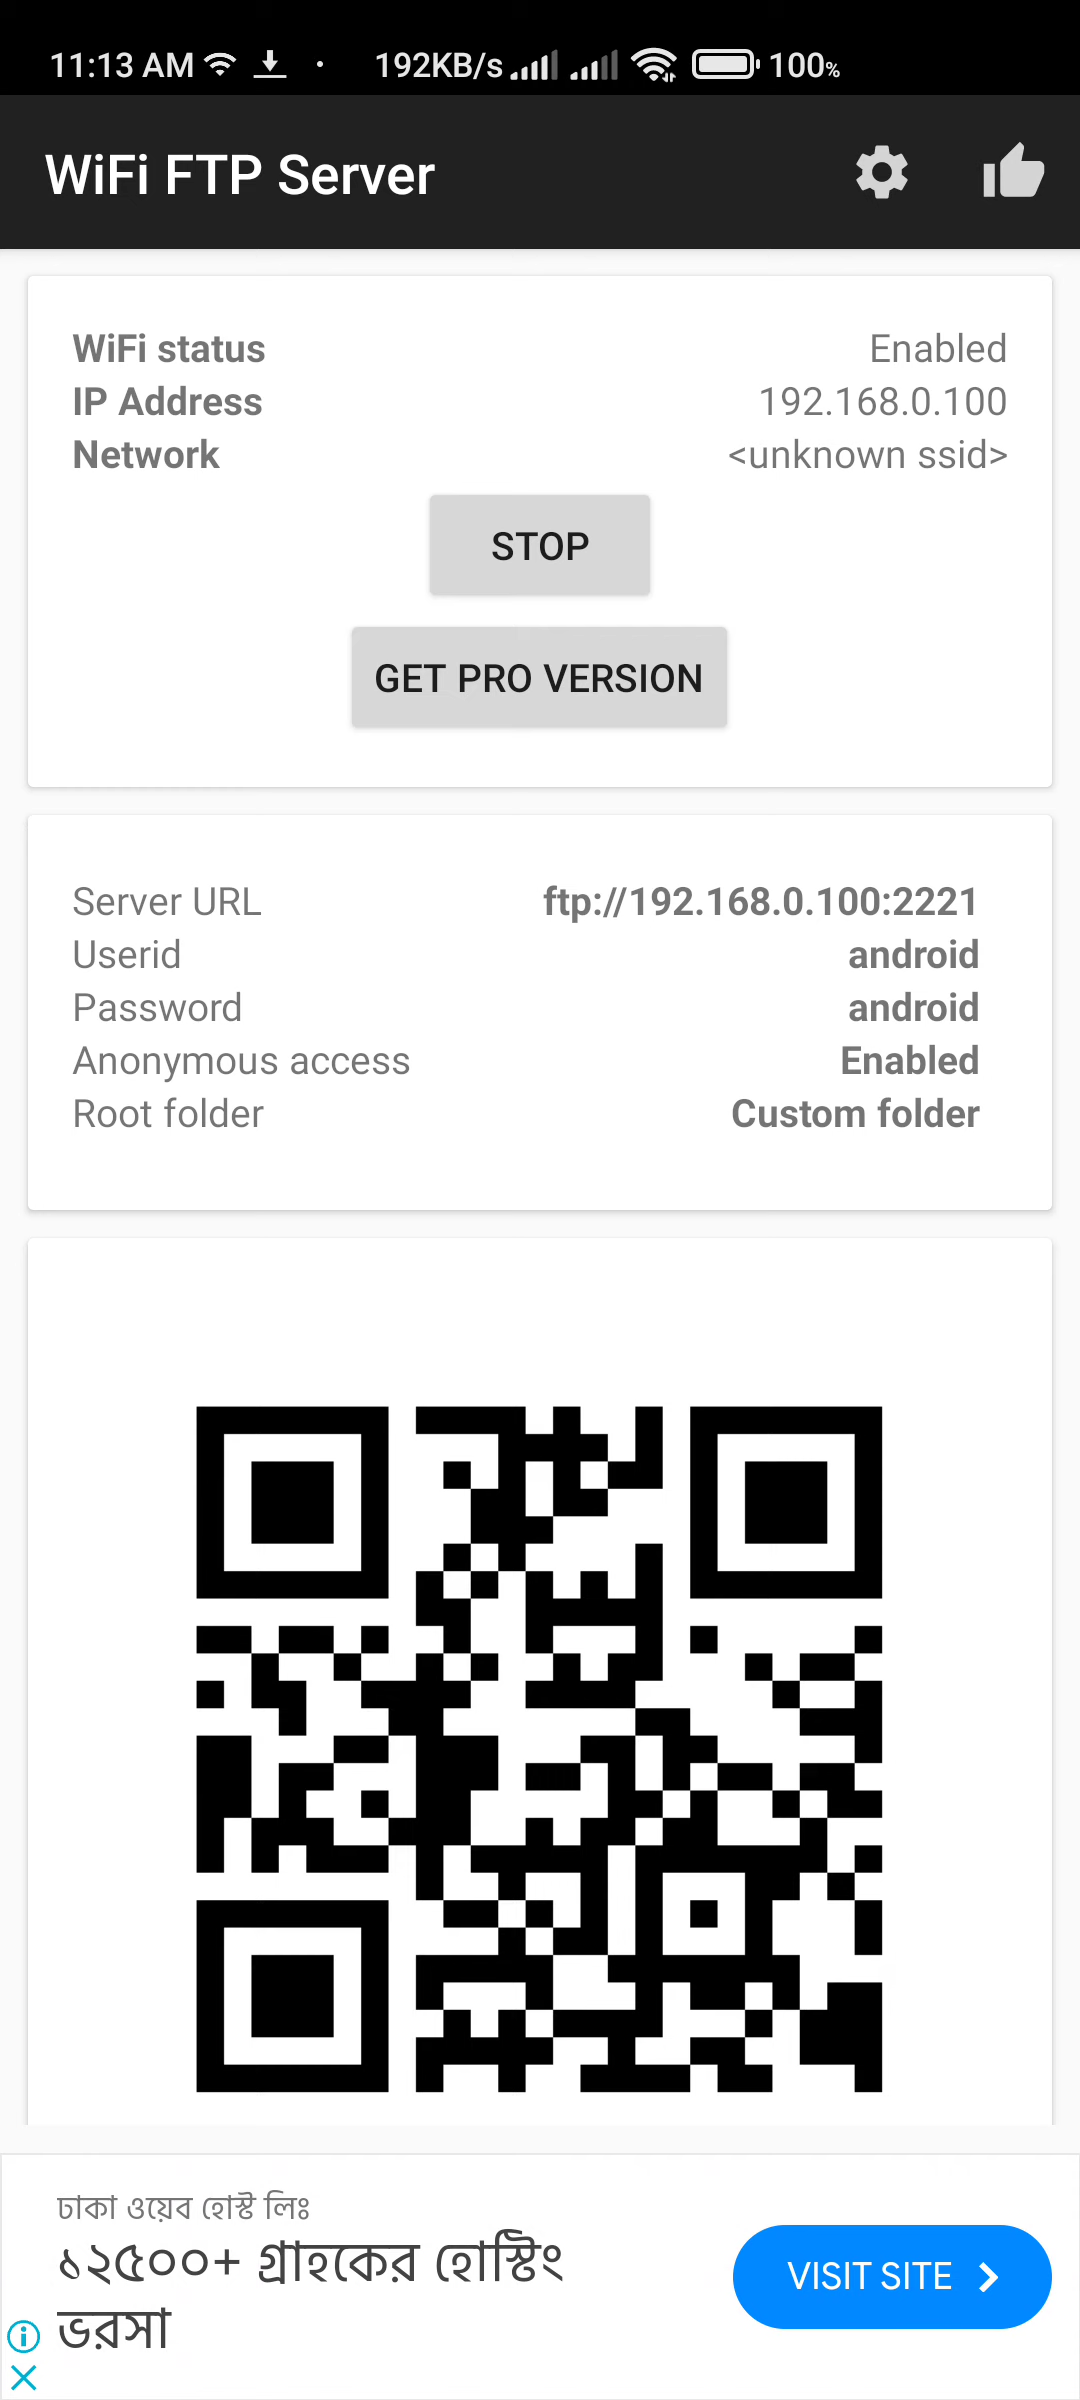 11:13 AM 192KB/s 100%
WiFi FTP Server
WiFi status Enabled
IP Address 192.168.0.100
Network <unknown ssid>
STOP
GET PRO VERSION
Server URL ftp://192.168.0.100:2221
Userid android
Password android
Anonymous access Enabled
Root folder Custom folder
ঢাকা ওয়েব হোস্ট লিঃ
১২৫০০+ গ্রাহকের হোস্টিং
ভরসা
VISIT SITE